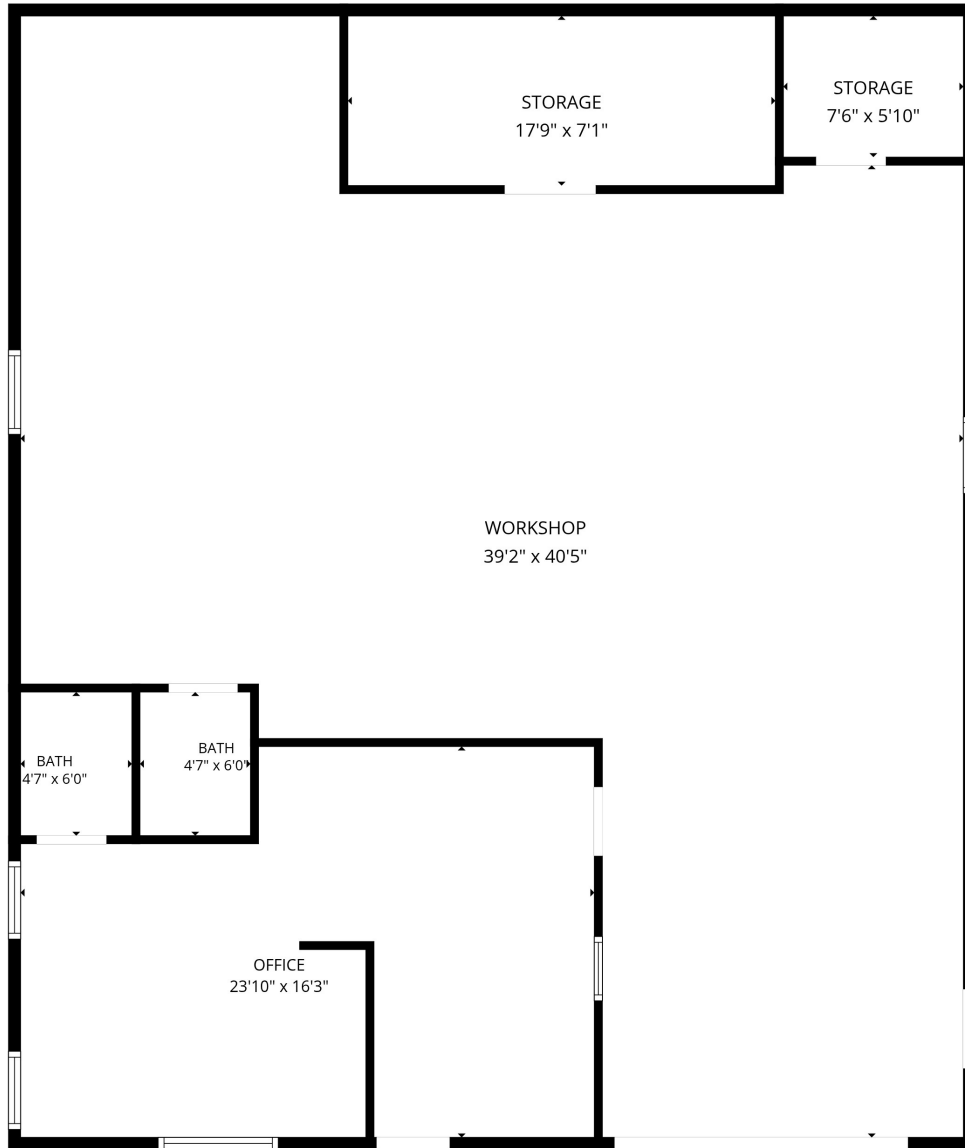 STORAGE
17'9" x 7'1"
STORAGE
7'6" x 5'10"
WORKSHOP
39'2" x 40'5"
BATH
4'7" x 6'0"
BATH
4'7" x 6'0"
OFFICE
23'10" x 16'3"